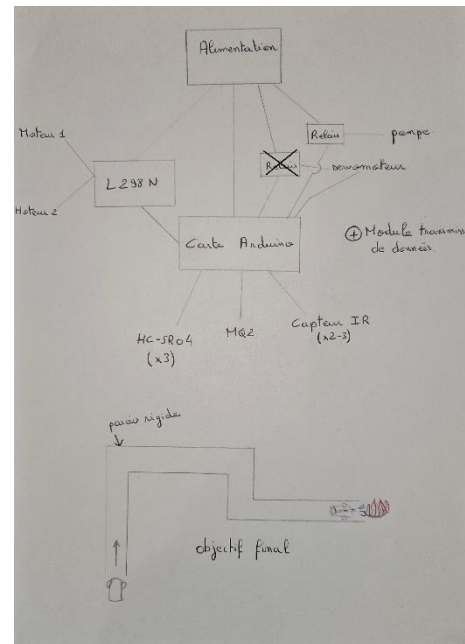 Alimentation
Moteur 1
Relais
pompe
Relais
servomoteur
L298N
Moteur 2
Carte Arduino
⊕ Module transmission
de données
HC-SR04
(x3)
MQ2
Capteur IR
(x2-3)
paroi rigide
objectif final